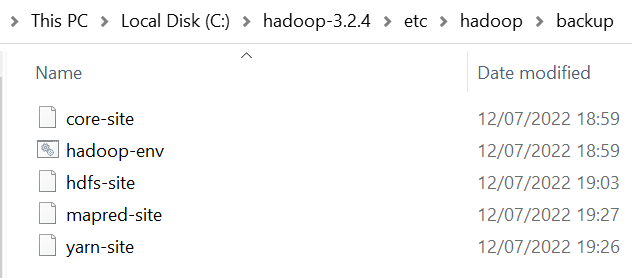 This PC > Local Disk (C:) > hadoop-3.2.4 > etc > hadoop > backup
Name Date modified
core-site 12/07/2022 18:59
hadoop-env 12/07/2022 18:59
hdfs-site 12/07/2022 19:03
mapred-site 12/07/2022 19:27
yarn-site 12/07/2022 19:26